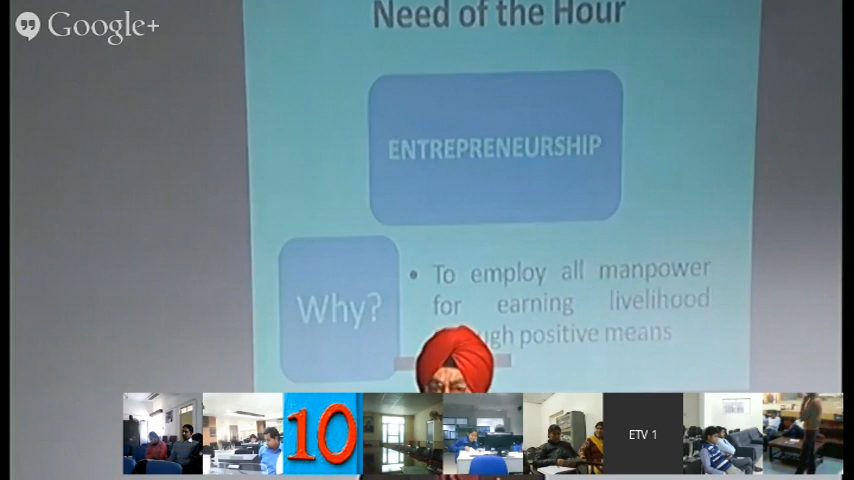 Google+
Need of the Hour
ENTREPRENEURSHIP
Why?
• To employ all manpower
for earning livelihood
positive means
10
ETV 1